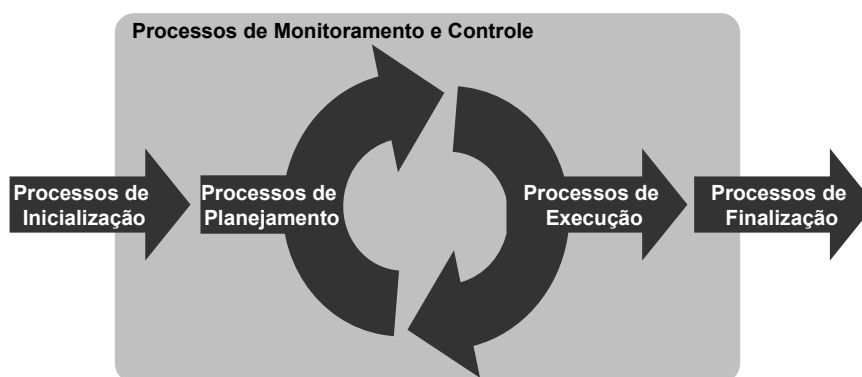 Processos de Monitoramento e Controle
Processos de
Inicialização
Processos de
Planejamento
Processos de
Execução
Processos de
Finalização